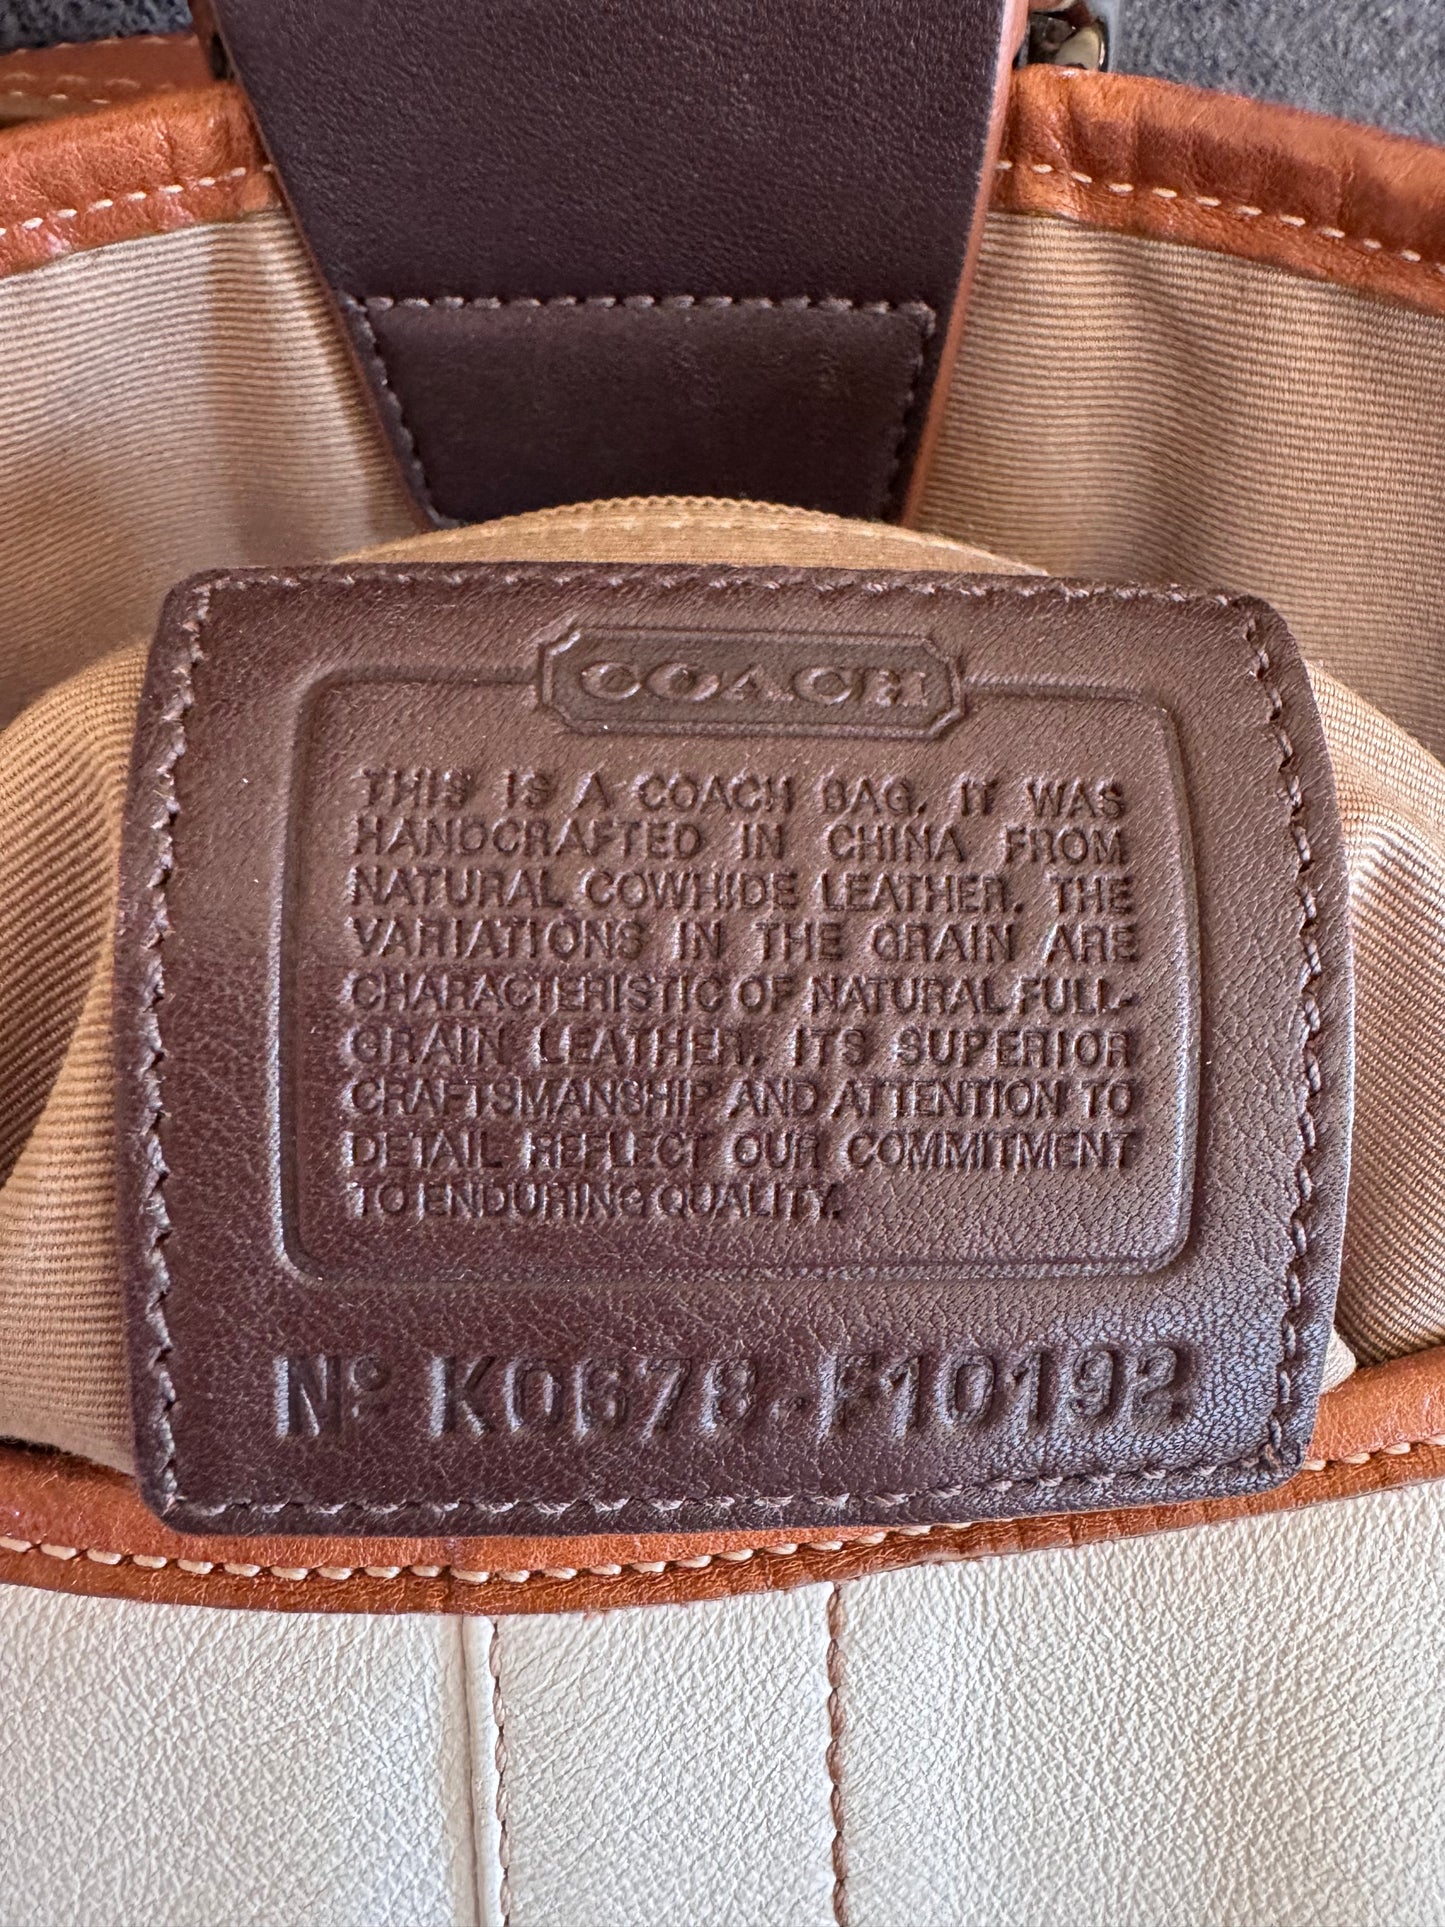 COACH
THIS IS A COACH BAG. IT WAS
HANDCRAFTED IN CHINA FROM
NATURAL COWHIDE LEATHER. THE
VARIATIONS IN THE GRAIN ARE
CHARACTERISTIC OF NATURAL FULL-
GRAIN LEATHER. ITS SUPERIOR
CRAFTSMANSHIP AND ATTENTION TO
DETAIL REFLECT OUR COMMITMENT
TO ENDURING QUALITY.
Nº K0678-F10192